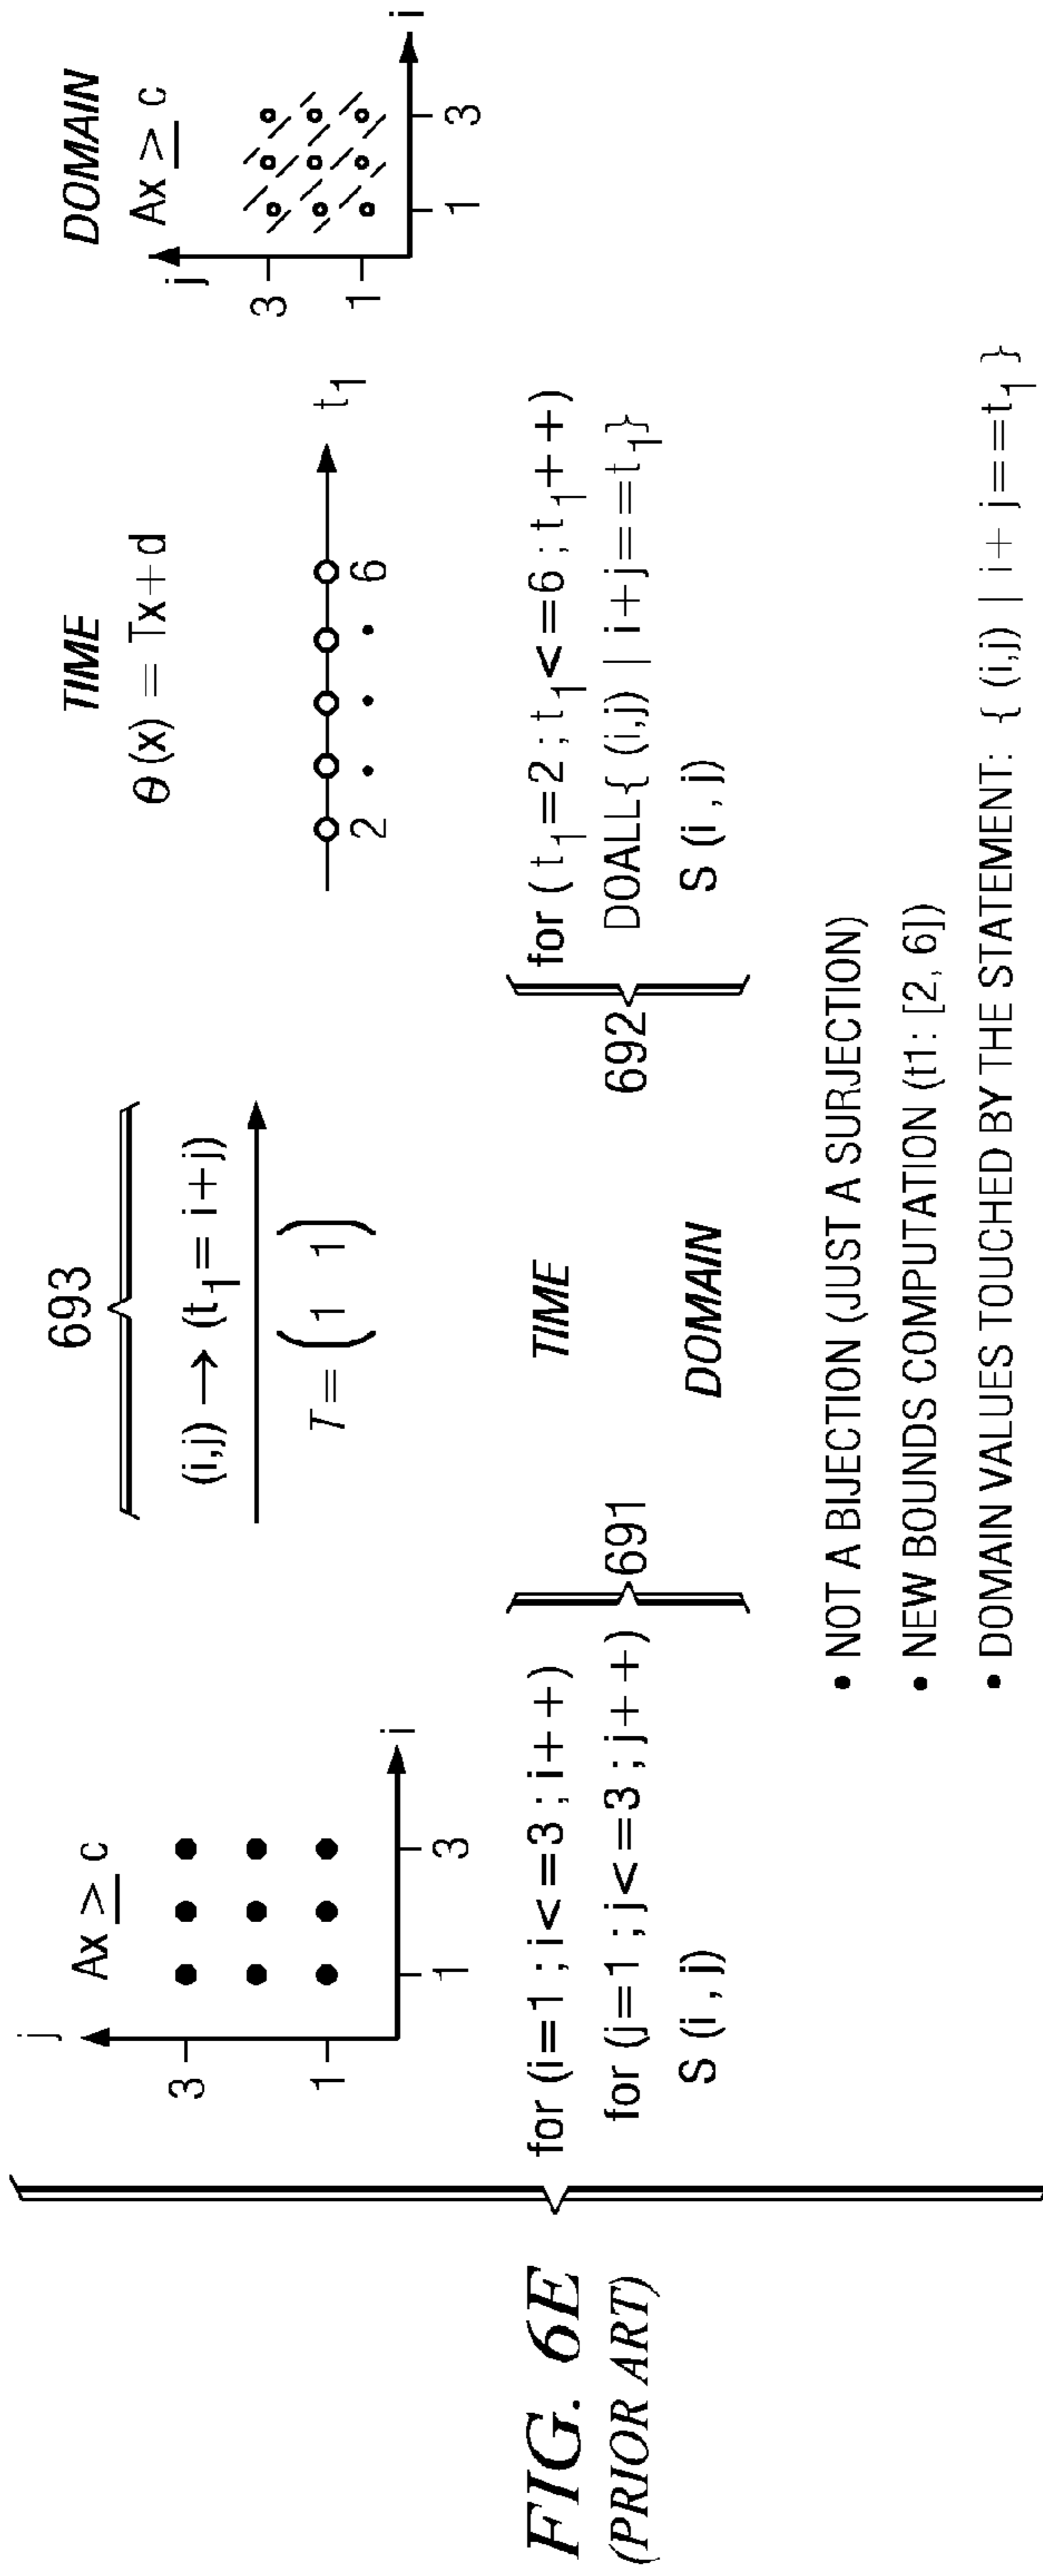 FIG. 6E
(PRIOR ART)
j
Ax ≥ c
3
1
1
3
i
693
(i,j) → (t1 = i+j)
T = ( 1 1 )
TIME
θ (x) = Tx+d
2 • • • 6
t1
DOMAIN
Ax ≥ c
j
3
1
1
3
i
for (i=1 ; i<=3 ; i++)
for (j=1 ; j<=3 ; j++)
S (i , j)
691
TIME
DOMAIN
692
for ( t1=2 ; t1 <=6 ; t1++)
DOALL{ (i,j) | i+j==t1}
S (i , j)
• NOT A BIJECTION (JUST A SURJECTION)
• NEW BOUNDS COMPUTATION (t1: [2, 6])
• DOMAIN VALUES TOUCHED BY THE STATEMENT: { (i,j) | i+ j==t1 }